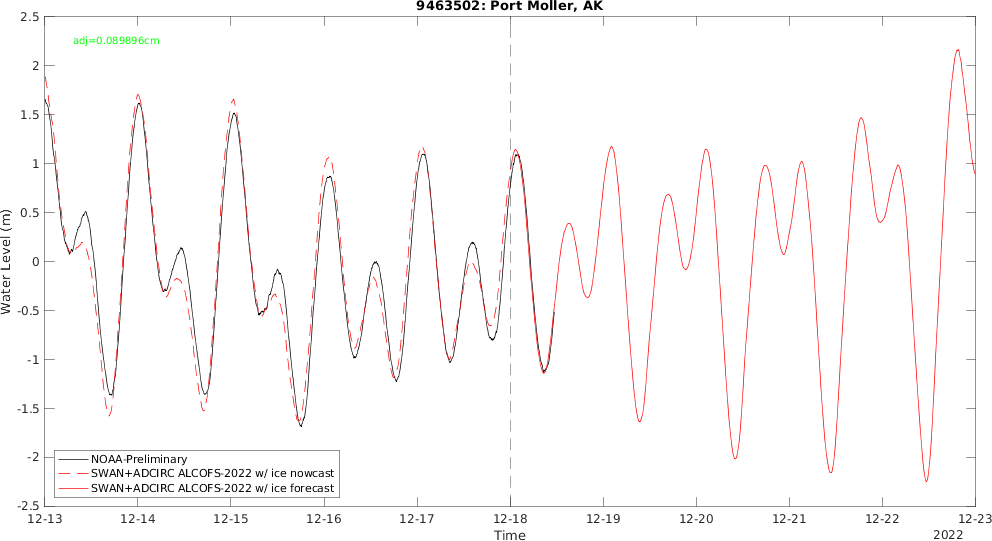 9463502: Port Moller, AK
adj=0.089896cm
Water Level (m)
2.5
2
1.5
1
0.5
0
-0.5
-1
-1.5
-2
-2.5
NOAA-Preliminary
SWAN+ADCIRC ALCOFS-2022 w/ ice nowcast
SWAN+ADCIRC ALCOFS-2022 w/ ice forecast
12-13 12-14 12-15 12-16 12-17 12-18 12-19 12-20 12-21 12-22 12-23
Time
2022